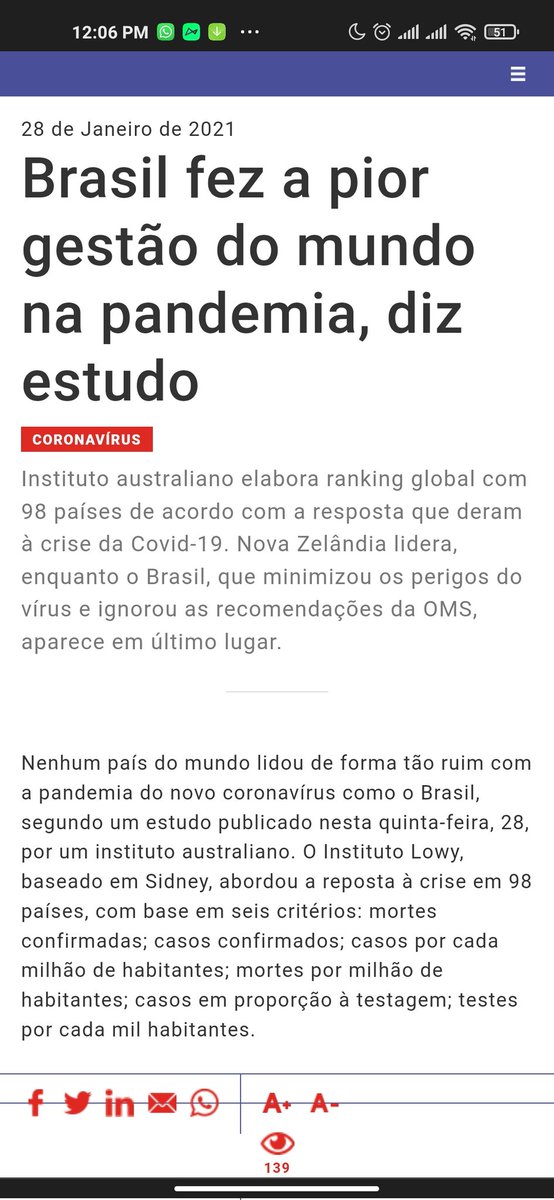 12:06 PM
51
28 de Janeiro de 2021
Brasil fez a pior
gestão do mundo
na pandemia, diz
estudo
CORONAVÍRUS
Instituto australiano elabora ranking global com
98 países de acordo com a resposta que deram
à crise da Covid-19. Nova Zelândia lidera,
enquanto o Brasil, que minimizou os perigos do
vírus e ignorou as recomendações da OMS,
aparece em último lugar.
Nenhum país do mundo lidou de forma tão ruim com
a pandemia do novo coronavírus como o Brasil,
segundo um estudo publicado nesta quinta-feira, 28,
por um instituto australiano. O Instituto Lowy,
baseado em Sidney, abordou a reposta à crise em 98
países, com base em seis critérios: mortes
confirmadas; casos confirmados; casos por cada
milhão de habitantes; mortes por milhão de
habitantes; casos em proporção à testagem; testes
por cada mil habitantes.
A+ A-
139